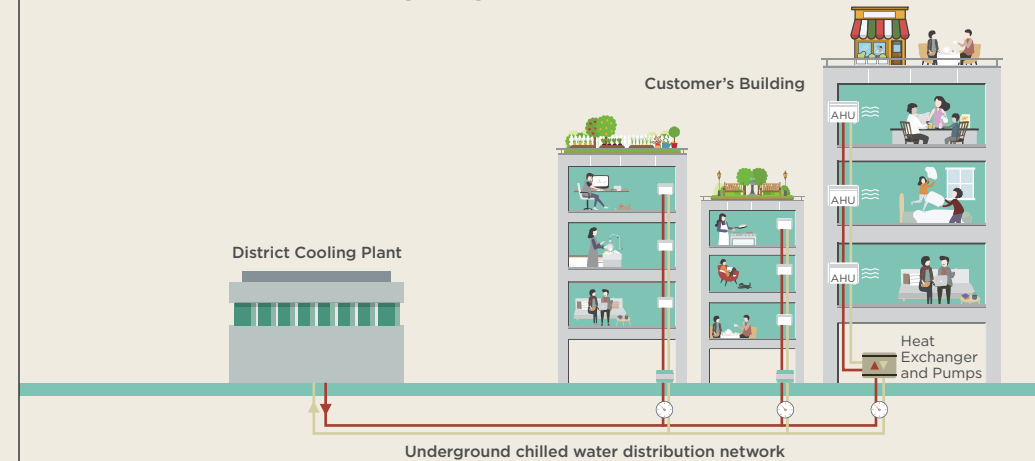 Customer's Building
AHU
AHU
District Cooling Plant
AHU
Heat
Exchanger
and Pumps
Underground chilled water distribution network